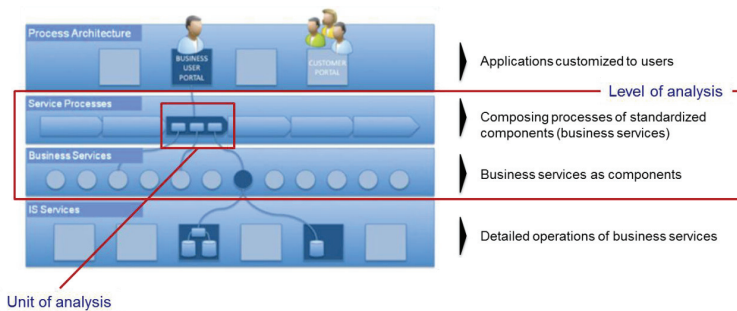 Process Architecture
BUSINESS
USER
PORTAL
CUSTOMER
PORTAL
Applications customized to users
Level of analysis
Service Processes
Composing processes of standardized
components (business services)
Business Services
Business services as components
IS Services
Detailed operations of business services
Unit of analysis